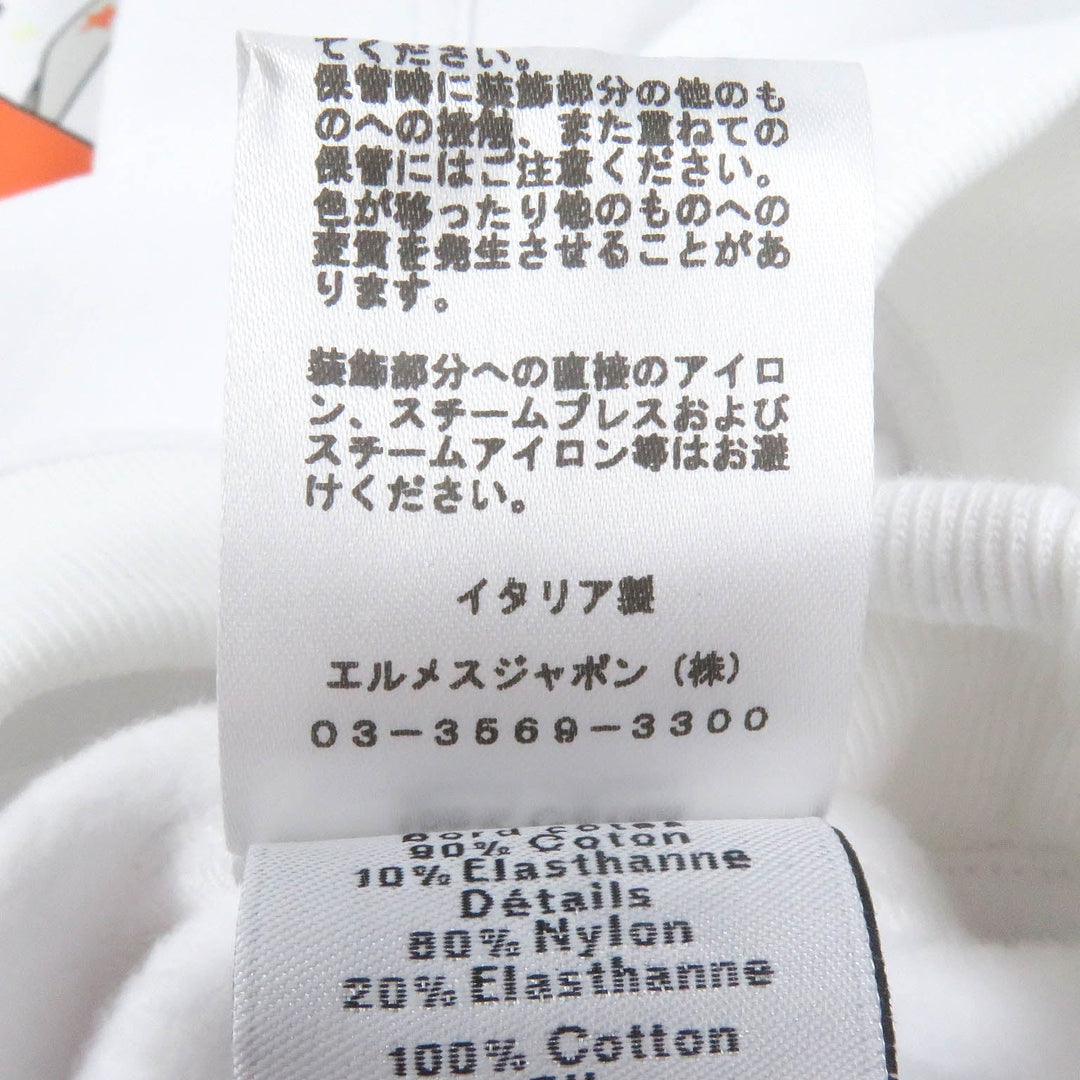 てください。
保管時に装飾部分の他のも
のへの接触、また重ねての
保管にはご注意ください。
色が移ったり他のものへの
変質を発生させることがあ
ります。
装飾部分への直接のアイロ
ン、スチームプレスおよび
スチームアイロン等はお避
けください。
イタリア製
エルメスジャポン（株）
03−3569−3300
Bord Côtes
90% Coton
10% Elasthanne
Détails
80% Nylon
20% Elasthanne
100% Cotton